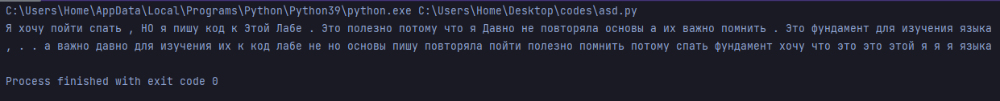 C:\Users\Home\AppData\Local\Programs\Python\Python39\python.exe C:\Users\Home\Desktop\codes\asd.py
Я хочу пойти спать , НО я пишу код к Этой Лабе . Это полезно потому что я Давно не повторяла основы а их важно помнить . Это фундамент для изучения языка
, . . а важно давно для изучения их к код лабе не но основы пишу повторяла пойти полезно помнить потому спать фундамент хочу что это это этой я я я языка
Process finished with exit code 0